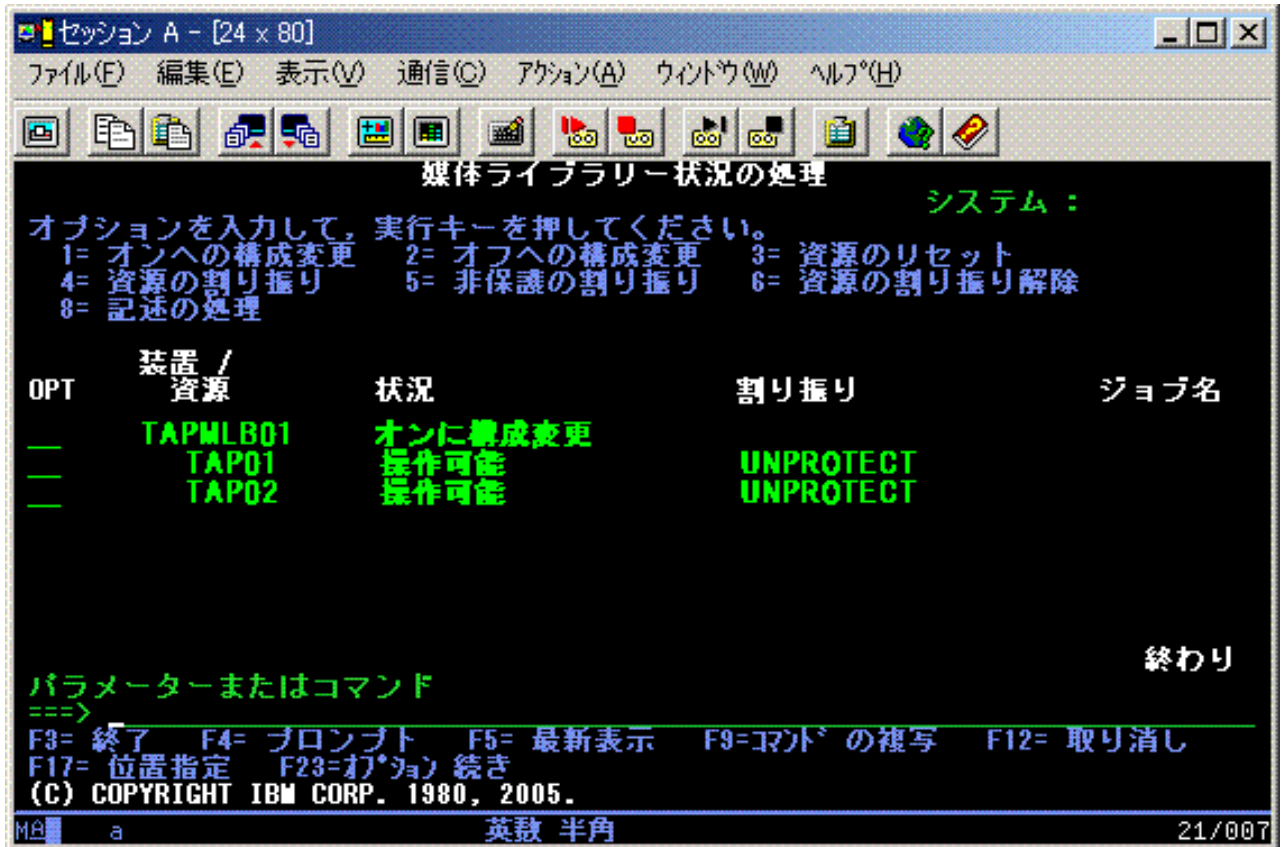 セッション A - [24 x 80]
ファイル(F) 編集(E) 表示(V) 通信(C) アクション(A) ウィンドウ(W) ヘルプ(H)
媒体ライブラリー状況の処理
システム :
オプションを入力して, 実行キーを押してください。
1= オンへの構成変更 2= オフへの構成変更 3= 資源のリセット
4= 資源の割り振り 5= 非保護の割り振り 6= 資源の割り振り解除
8= 記述の処理
装置 /
OPT 資源 状況 割り振り ジョブ名
__ TAPMLB01 オンに構成変更
__ TAP01 操作可能 UNPROTECT
__ TAP02 操作可能 UNPROTECT
終わり
パラメーターまたはコマンド
===>
F3= 終了 F4= プロンプト F5= 最新表示 F9=コマンド の複写 F12= 取り消し
F17= 位置指定 F23=オプション 続き
(C) COPYRIGHT IBM CORP. 1980, 2005.
MA a 英数 半角 21/007